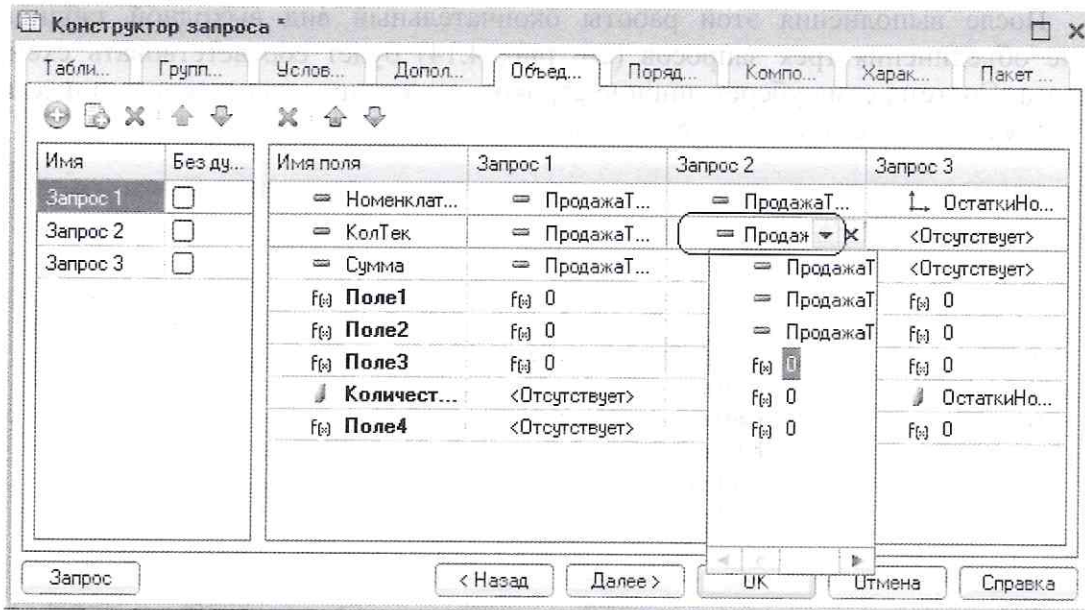 Конструктор запроса *
Табли... Групп... Услов... Допол... Объед... Поряд... Компо... Харак... Пакет ...
Имя Без ду... Имя поля Запрос 1 Запрос 2 Запрос 3
Запрос 1 Номенклат... ПродажаТ... ПродажаТ... ОстаткиНо...
Запрос 2 КолТек ПродажаТ... Продаж <Отсутствует>
Запрос 3 Сумма ПродажаТ... ПродажаТ <Отсутствует>
f(x) Поле1 f(x) 0 ПродажаТ f(x) 0
f(x) Поле2 f(x) 0 ПродажаТ f(x) 0
f(x) Поле3 f(x) 0 f(x) 0 f(x) 0
Количест... <Отсутствует> f(x) 0 ОстаткиНо...
f(x) Поле4 <Отсутствует> f(x) 0 f(x) 0
Запрос < Назад Далее > OK Отмена Справка